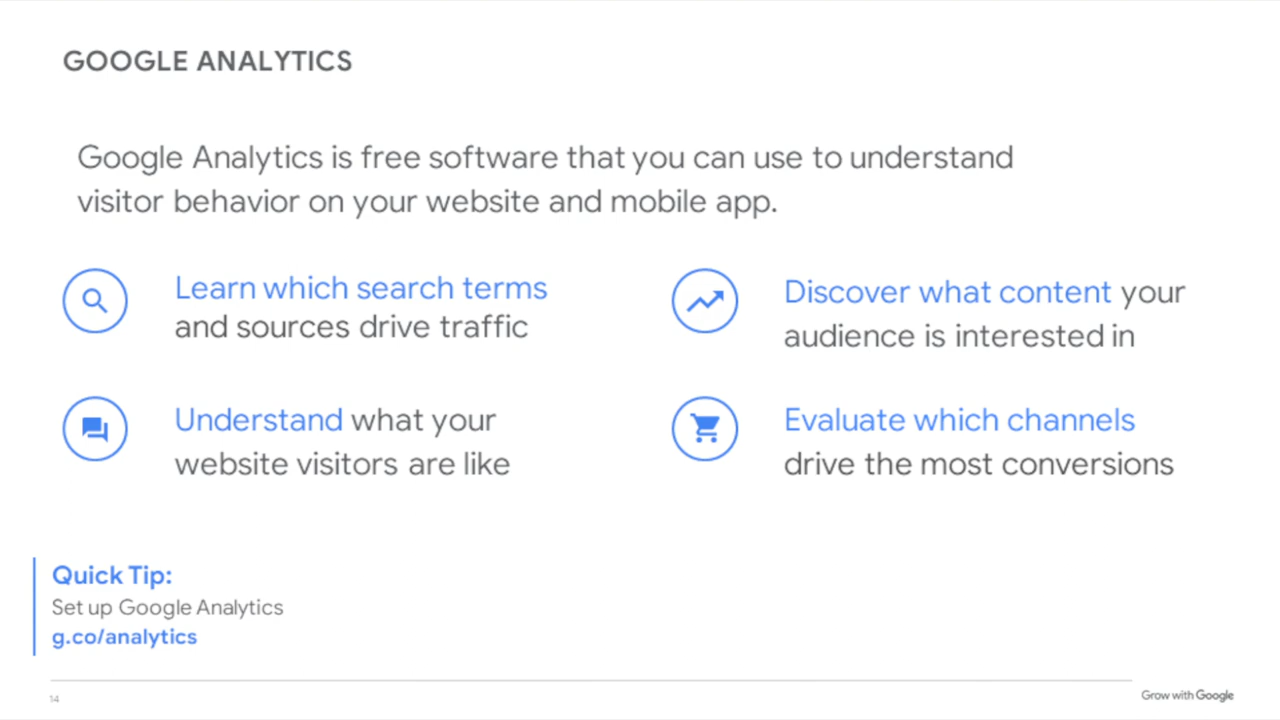 GOOGLE ANALYTICS
Google Analytics is free software that you can use to understand
visitor behavior on your website and mobile app.
Learn which search terms
and sources drive traffic
Discover what content your
audience is interested in
Understand what your
website visitors are like
Evaluate which channels
drive the most conversions
Quick Tip:
Set up Google Analytics
g.co/analytics
14
Grow with Google